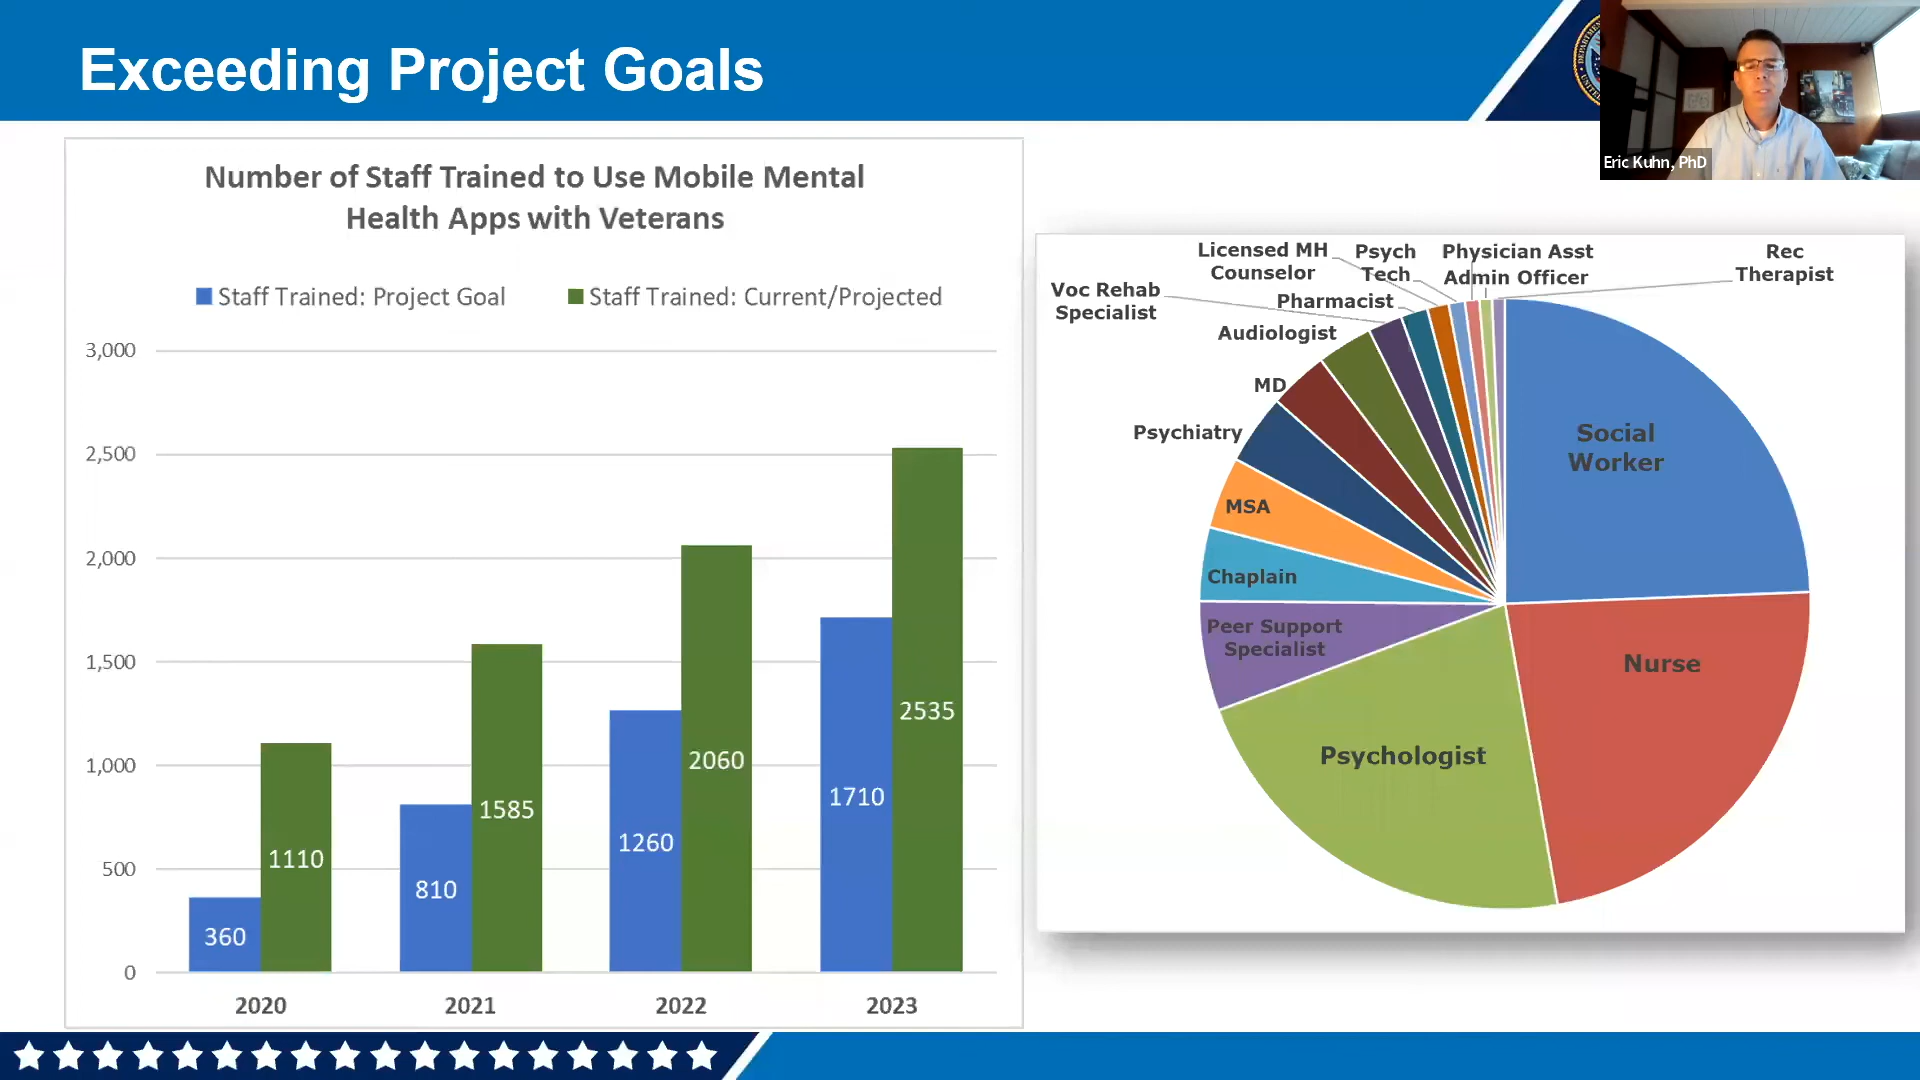 Exceeding Project Goals
Eric Kuhn, PhD
Number of Staff Trained to Use Mobile Mental
Health Apps with Veterans
Staff Trained: Project Goal
Staff Trained: Current/Projected
3,000
2,500
2,000
1,500
1,000
500
0
360
1110
810
1585
1260
2060
1710
2535
2020
2021
2022
2023
Licensed MH
Counselor
Psych
Tech
Physician Asst
Admin Officer
Rec
Therapist
Voc Rehab
Specialist
Pharmacist
Audiologist
MD
Psychiatry
MSA
Chaplain
Peer Support
Specialist
Psychologist
Nurse
Social
Worker